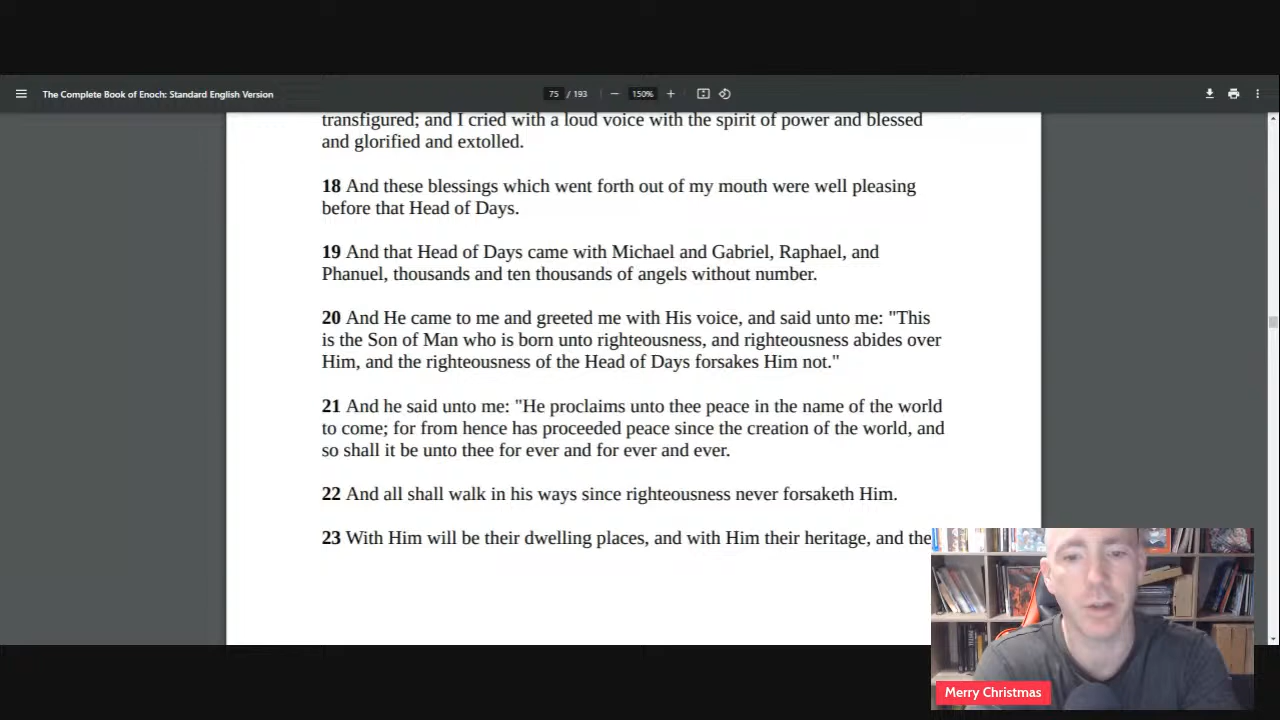 The Complete Book of Enoch: Standard English Version
75 / 193
150%
transfigured; and I cried with a loud voice with the spirit of power and blessed
and glorified and extolled.
18 And these blessings which went forth out of my mouth were well pleasing
before that Head of Days.
19 And that Head of Days came with Michael and Gabriel, Raphael, and
Phanuel, thousands and ten thousands of angels without number.
20 And He came to me and greeted me with His voice, and said unto me: "This
is the Son of Man who is born unto righteousness, and righteousness abides over
Him, and the righteousness of the Head of Days forsakes Him not."
21 And he said unto me: "He proclaims unto thee peace in the name of the world
to come; for from hence has proceeded peace since the creation of the world, and
so shall it be unto thee for ever and for ever and ever.
22 And all shall walk in his ways since righteousness never forsaketh Him.
23 With Him will be their dwelling places, and with Him their heritage, and
Merry Christmas